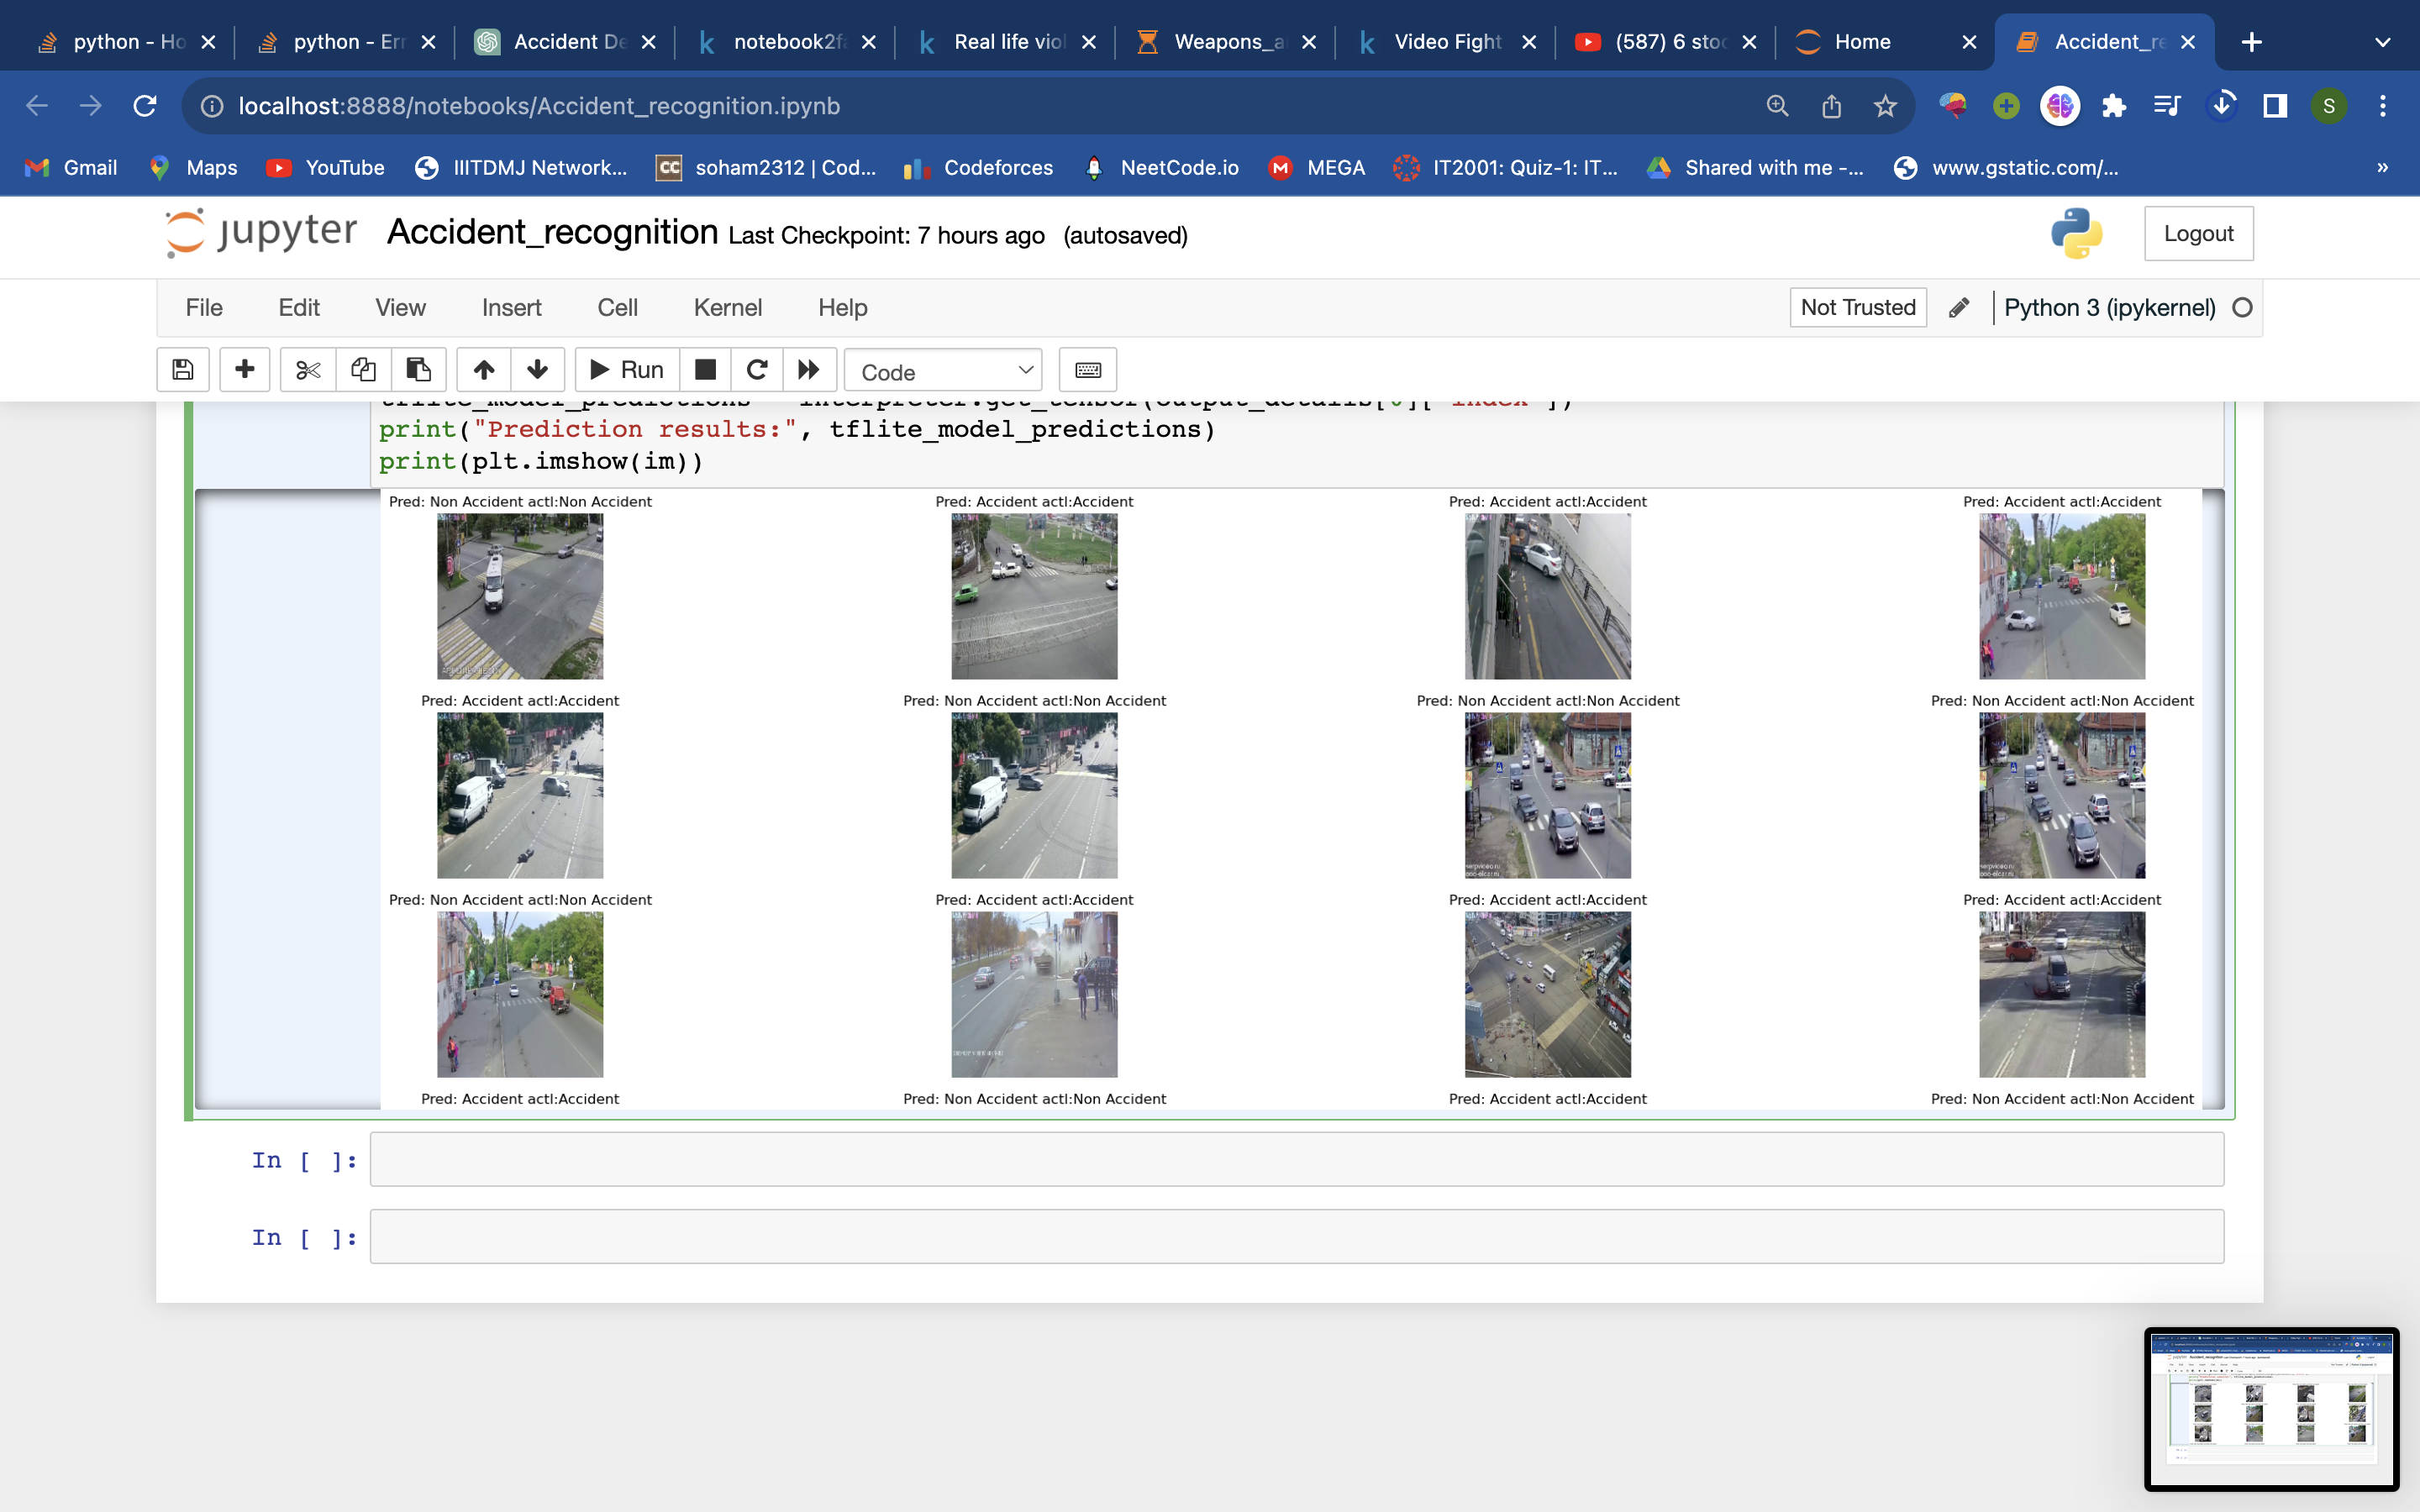 python - Ho
python - Err
Accident De
notebook2fa
Real life viol
Weapons_a
Video Fight
(587) 6 stoc
Home
Accident_re
localhost:8888/notebooks/Accident_recognition.ipynb
S
Gmail
Maps
YouTube
IIITDMJ Network...
CC
soham2312 | Cod...
Codeforces
NeetCode.io
M
MEGA
IT2001: Quiz-1: IT...
Shared with me -...
www.gstatic.com/...
»
jupyter Accident_recognition Last Checkpoint: 7 hours ago (autosaved)
Logout
File Edit View Insert Cell Kernel Help
Not Trusted
Python 3 (ipykernel)
Run
Code
tflite_model_predictions = interpreter.get_tensor(output_details[0]['index'])
print("Prediction results:", tflite_model_predictions)
print(plt.imshow(im))
Pred: Non Accident actl:Non Accident
Pred: Accident actl:Accident
Pred: Accident actl:Accident
Pred: Accident actl:Accident
Pred: Accident actl:Accident
Pred: Non Accident actl:Non Accident
Pred: Non Accident actl:Non Accident
Pred: Non Accident actl:Non Accident
Pred: Non Accident actl:Non Accident
Pred: Accident actl:Accident
Pred: Accident actl:Accident
Pred: Accident actl:Accident
Pred: Accident actl:Accident
Pred: Non Accident actl:Non Accident
Pred: Accident actl:Accident
Pred: Non Accident actl:Non Accident
In [ ]:
In [ ]: